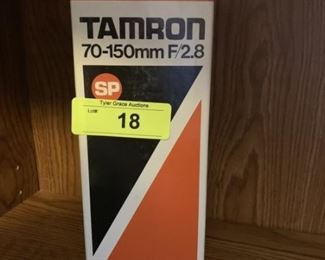 TAMRON
70-150mm F/2.8
SP
Tyler Grace Auctions
Lot#
18